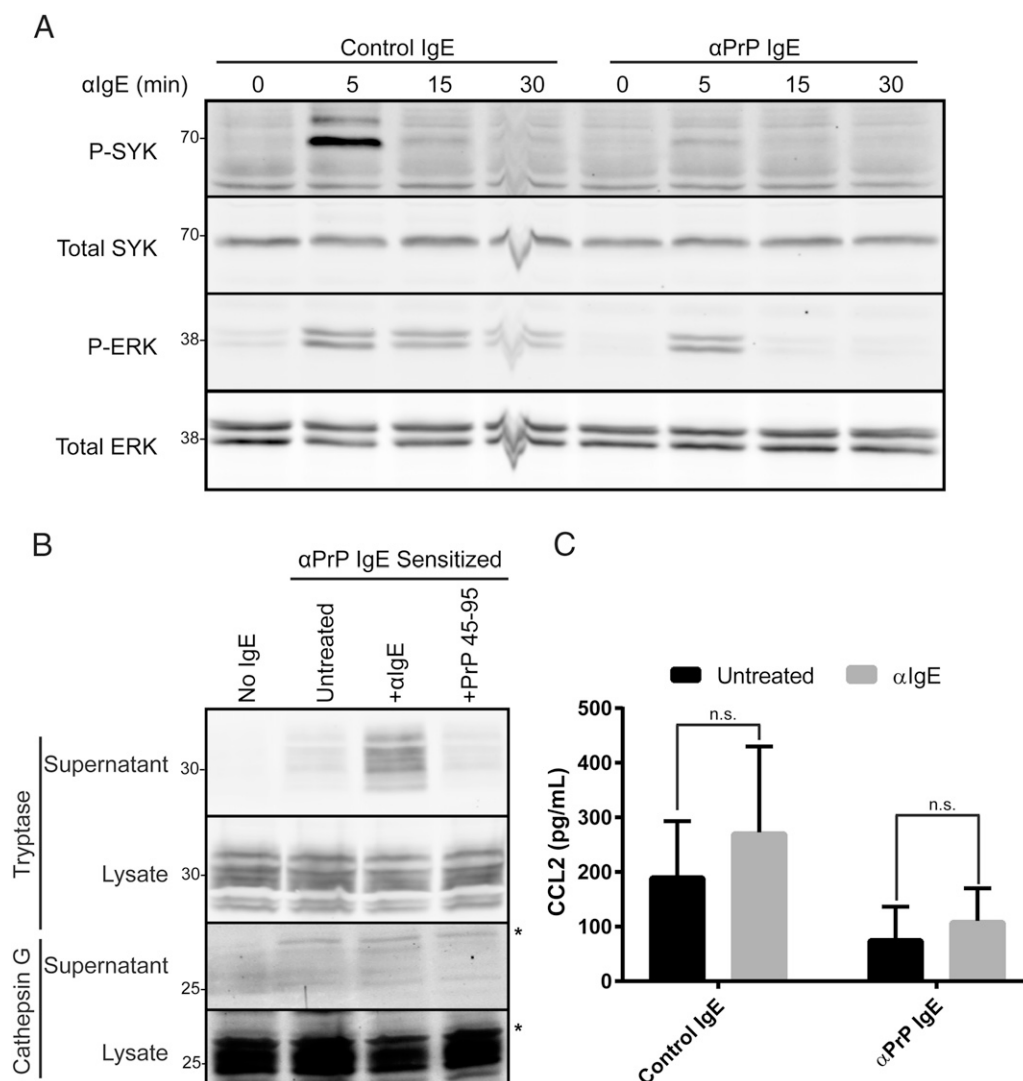 A
Control IgE αPrP IgE
αIgE (min) 0 5 15 30 0 5 15 30
P-SYK 70
Total SYK 70
P-ERK 38
Total ERK 38
B
αPrP IgE Sensitized
No IgE Untreated +αIgE +PrP 45-95
Tryptase
Supernatant 30
Lysate 30
Cathepsin G
Supernatant 25 *
Lysate 25 *
C
Untreated αIgE
CCL2 (pg/mL)
500
400
300
200
100
0
n.s.
n.s.
Control IgE αPrP IgE